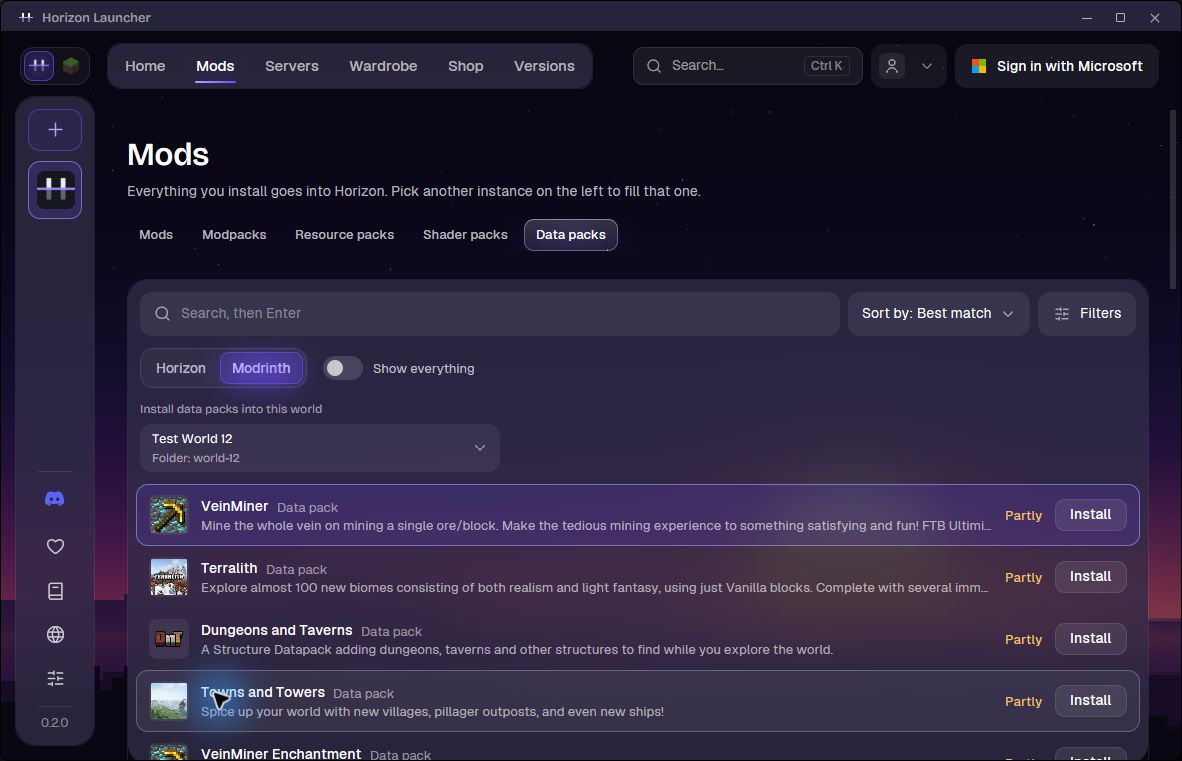 Horizon Launcher
Home Mods Servers Wardrobe Shop Versions
Search... Ctrl K
Sign in with Microsoft
Mods
Everything you install goes into Horizon. Pick another instance on the left to fill that one.
Mods Modpacks Resource packs Shader packs Data packs
Search, then Enter
Sort by: Best match
Filters
Horizon Modrinth Show everything
Install data packs into this world
Test World 12
Folder: world-12
VeinMiner Data pack
Mine the whole vein on mining a single ore/block. Make the tedious mining experience to something satisfying and fun! FTB Ultimi...
Partly Install
Terralith Data pack
Explore almost 100 new biomes consisting of both realism and light fantasy, using just Vanilla blocks. Complete with several imm...
Partly Install
Dungeons and Taverns Data pack
A Structure Datapack adding dungeons, taverns and other structures to find while you explore the world.
Partly Install
Towns and Towers Data pack
Spice up your world with new villages, pillager outposts, and even new ships!
Partly Install
VeinMiner Enchantment Data pack
Install
0.2.0